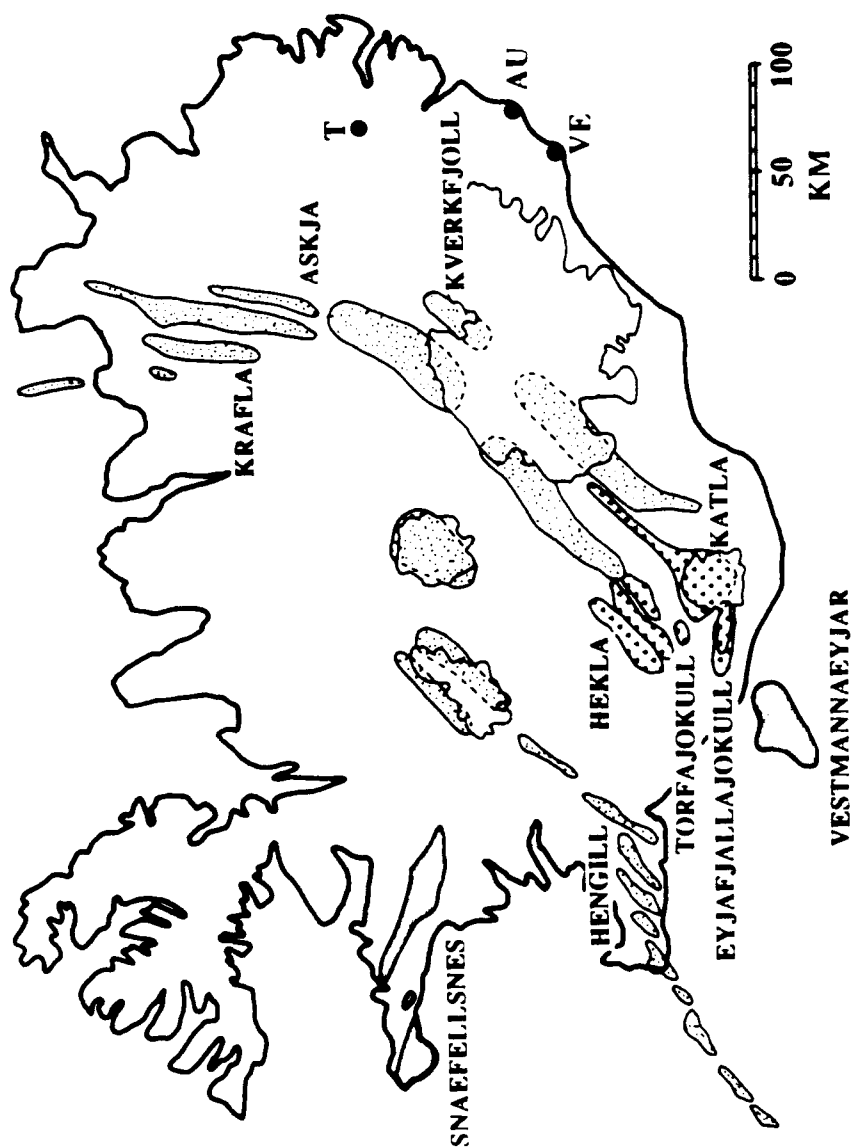 T
AU
VE
ASKJA
KVERKFJOLL
KRAFLA
KATLA
HEKLA
TORFAJOKULL
EYJAFJALLAJOKULL
VESTMANNAEYJAR
HENGILL
SNAEFELLSNES
0 50 100
KM